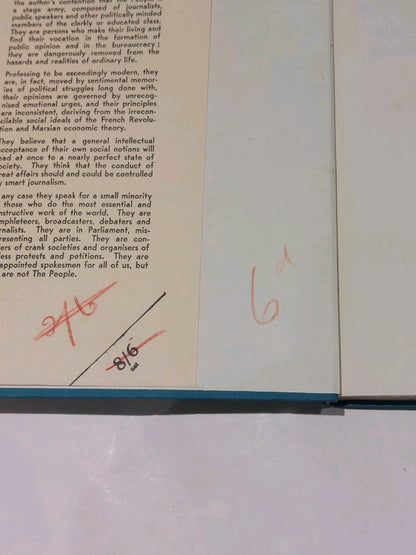 the author's contention that the
a stage army, composed of journalists,
public speakers and other politically minded
members of the clerkly or educated class.
They are persons who make their living and
find their vocation in the formation of
public opinion and in the bureaucracy;
they are dangerously removed from the
hasards and realities of ordinary life.
Professing to be exceedingly modern, they
are, in fact, moved by sentimental memor-
ies of political struggles long done with,
their opinions are governed by unrecog-
nised emotional urges, and their principles
are inconsistent, deriving from the irrecon-
cilable social ideals of the French Revolu-
tion and Marxian economic theory.
They believe that a general intellectual
acceptance of their own social notions will
ead at once to a nearly perfect state of
ociety. They think that the conduct of
reat affairs should and could be controlled
y smart journalism.
any case they speak for a small minority
those who do the most essential and
nstructive work of the world. They are
mphleteers, broadcasters, debaters and
rnalists. They are in Parliament, mis-
resenting all parties. They are con-
ers of crank societies and organisers of
less protests and petitions. They are
appointed spokesmen for all of us, but
are not The People.
2/6
8/6
6d